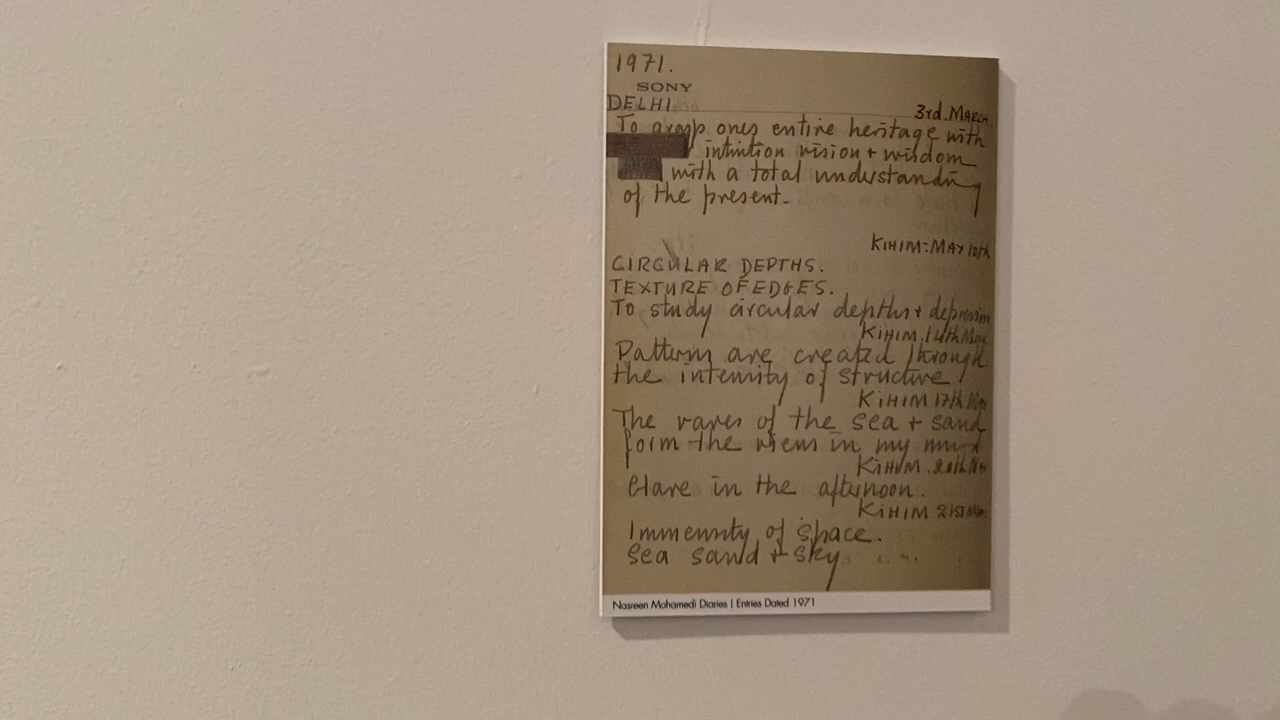 1971.
SONY
DELHI.
3rd. MARCH.
To grasp ones entire heritage with
intuition vision + wisdom
with a total understanding
of the present.
KIHIM: MAY 10th
CIRCULAR DEPTHS.
TEXTURE OF EDGES.
To study circular depths +
KIHIM. 14th May.
Patterns are created through
the intensity of structure
KIHIM 17th May
The waves of the sea + sand
form the views in my mind
KIHIM. 20th May
Glare in the afternoon.
KIHIM 21st May
Immensity of space.
Sea sand + sky.
Nasreen Mohamedi Diaries | Entries Dated 1971